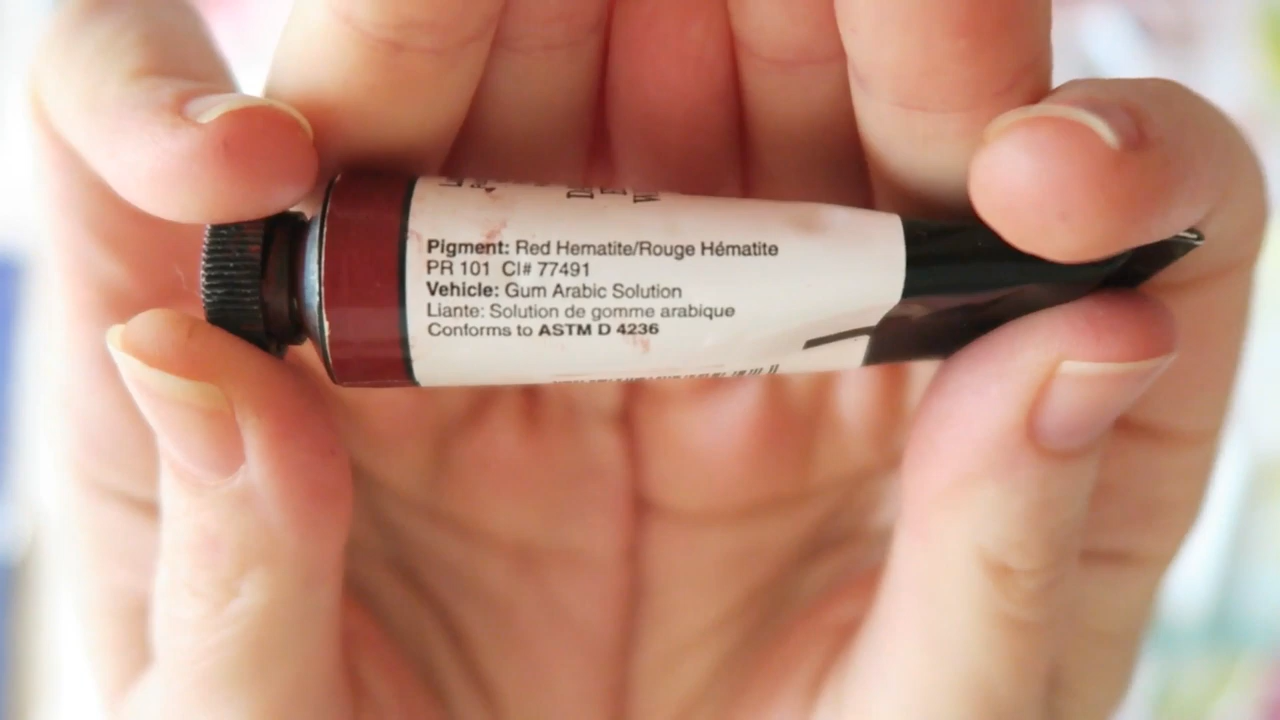 Pigment: Red Hematite/Rouge Hématite
PR 101 CI# 77491
Vehicle: Gum Arabic Solution
Liante: Solution de gomme arabique
Conforms to ASTM D 4236